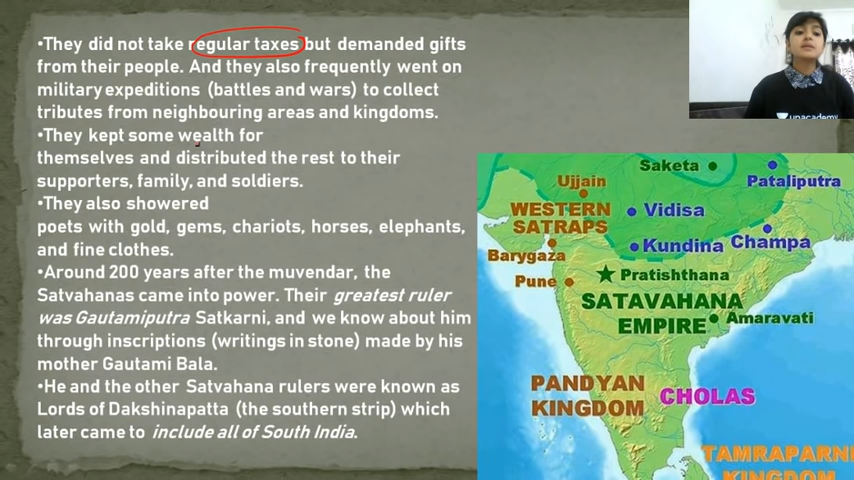 •They did not take regular taxes but demanded gifts
from their people. And they also frequently went on
military expeditions (battles and wars) to collect
tributes from neighbouring areas and kingdoms.
•They kept some wealth for
themselves and distributed the rest to their
supporters, family, and soldiers.
•They also showered
poets with gold, gems, chariots, horses, elephants,
and fine clothes.
•Around 200 years after the muvendar, the
Satvahanas came into power. Their greatest ruler
was Gautamiputra Satkarni, and we know about him
through inscriptions (writings in stone) made by his
mother Gautami Bala.
•He and the other Satvahana rulers were known as
Lords of Dakshinapatta (the southern strip) which
later came to include all of South India.
unacademy
Saketa
Pataliputra
Ujjain
WESTERN
SATRAPS
Vidisa
Kundina
Champa
Barygaza
Pratishthana
Pune
SATAVAHANA
EMPIRE
Amaravati
PANDYAN
KINGDOM
CHOLAS
TAMRAPARNI
KINGDOM